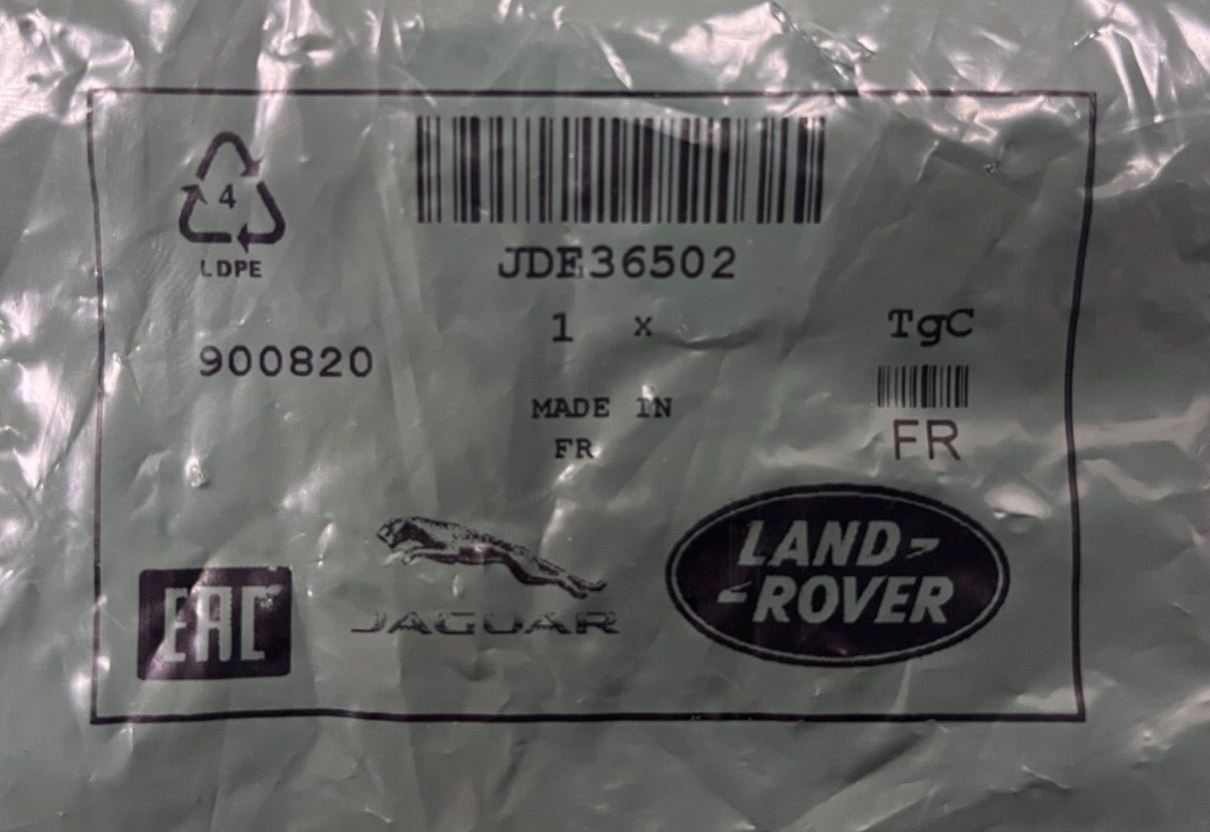 4
LDPE
JDE36502
1 x
TgC
900820
MADE IN
FR
FR
EAC
JAGUAR
LAND-
-ROVER